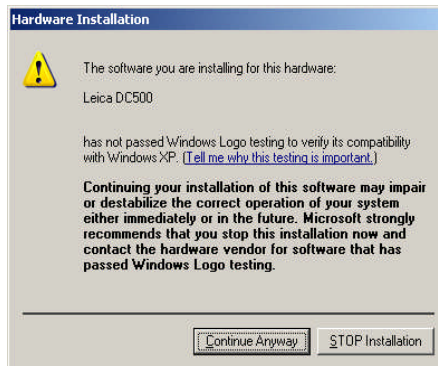 Hardware Installation
The software you are installing for this hardware:
Leica DC500
has not passed Windows Logo testing to verify its compatibility
with Windows XP. (Tell me why this testing is important.)
Continuing your installation of this software may impair
or destabilize the correct operation of your system
either immediately or in the future. Microsoft strongly
recommends that you stop this installation now and
contact the hardware vendor for software that has
passed Windows Logo testing.
Continue Anyway
STOP Installation